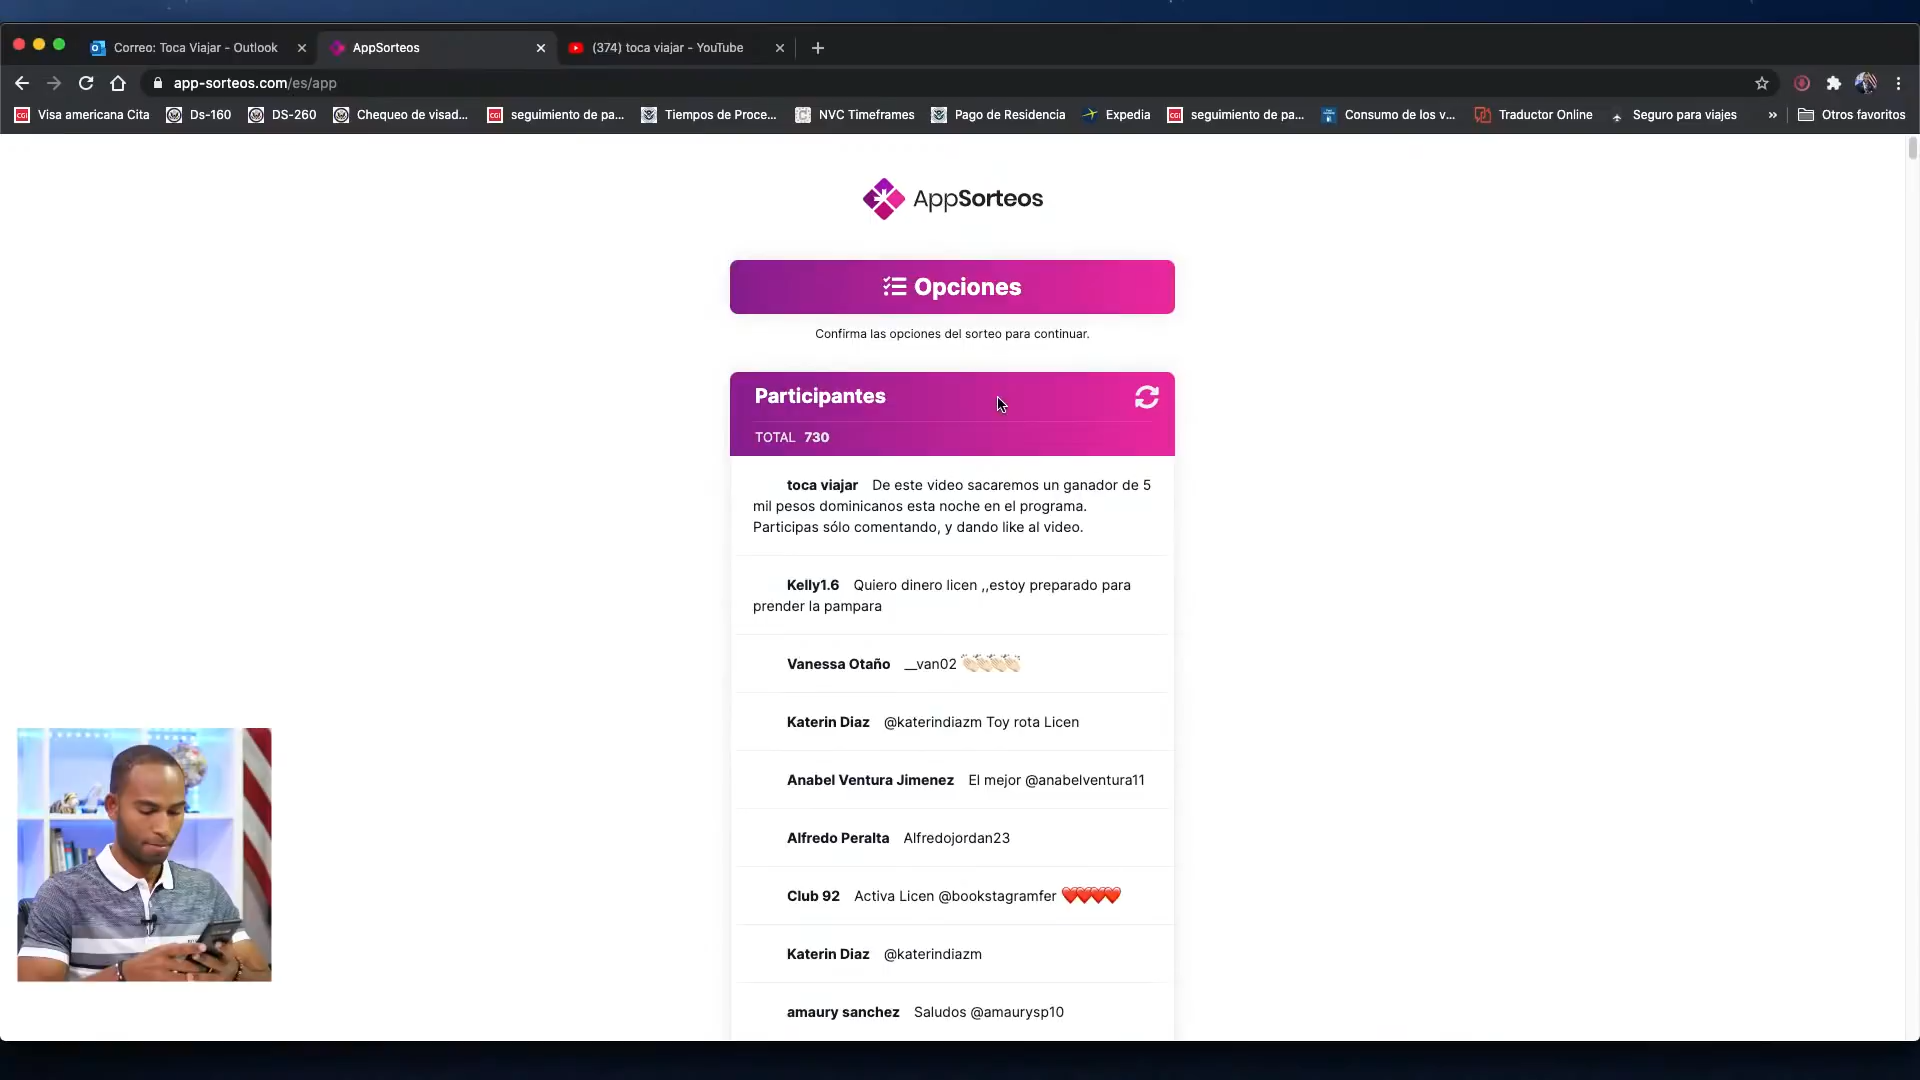 Correo: Toca Viajar - Outlook
AppSorteos
(374) toca viajar - YouTube
app-sorteos.com/es/app
CGI Visa americana Cita
Ds-160
DS-260
Chequeo de visad...
CGI seguimiento de pa...
Tiempos de Proce...
NVC Timeframes
Pago de Residencia
Expedia
CGI seguimiento de pa...
Consumo de los v...
Traductor Online
Seguro para viajes
»
Otros favoritos
AppSorteos
Opciones
Confirma las opciones del sorteo para continuar.
Participantes
TOTAL 730
toca viajar De este video sacaremos un ganador de 5
mil pesos dominicanos esta noche en el programa.
Participas sólo comentando, y dando like al video.
Kelly1.6 Quiero dinero licen ,,estoy preparado para
prender la pampara
Vanessa Otaño __van02 👏🏻👏🏻👏🏻👏🏻
Katerin Diaz @katerindiazm Toy rota Licen
Anabel Ventura Jimenez El mejor @anabelventura11
Alfredo Peralta Alfredojordan23
Club 92 Activa Licen @bookstagramfer ❤️❤️❤️❤️
Katerin Diaz @katerindiazm
amaury sanchez Saludos @amaurysp10